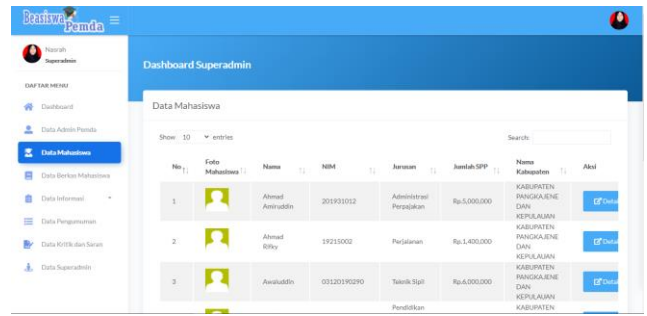 Beasiswa Pemda
Nasrah
Superadmin
DAFTAR MENU
Dashboard
Data Admin Pemda
Data Mahasiswa
Data Berkas Mahasiswa
Data Informasi
Data Pengumuman
Data Kritik dan Saran
Data Superadmin
Dashboard Superadmin
Data Mahasiswa
Show 10 entries
Search:
No Foto Mahasiswa Nama NIM Jurusan Jumlah SPP Nama Kabupaten Aksi
1 Ahmad Amiruddin 201931012 Administrasi Perpajakan Rp.5,000,000 KABUPATEN PANGKAJENE DAN KEPULAUAN Detai
2 Ahmad Rifky 19215002 Perjalanan Rp.1,400,000 KABUPATEN PANGKAJENE DAN KEPULAUAN Detai
3 Awaluddin 03120190290 Teknik Sipil Rp.6,000,000 KABUPATEN PANGKAJENE DAN KEPULAUAN Detai
Pendidikan KABUPATEN